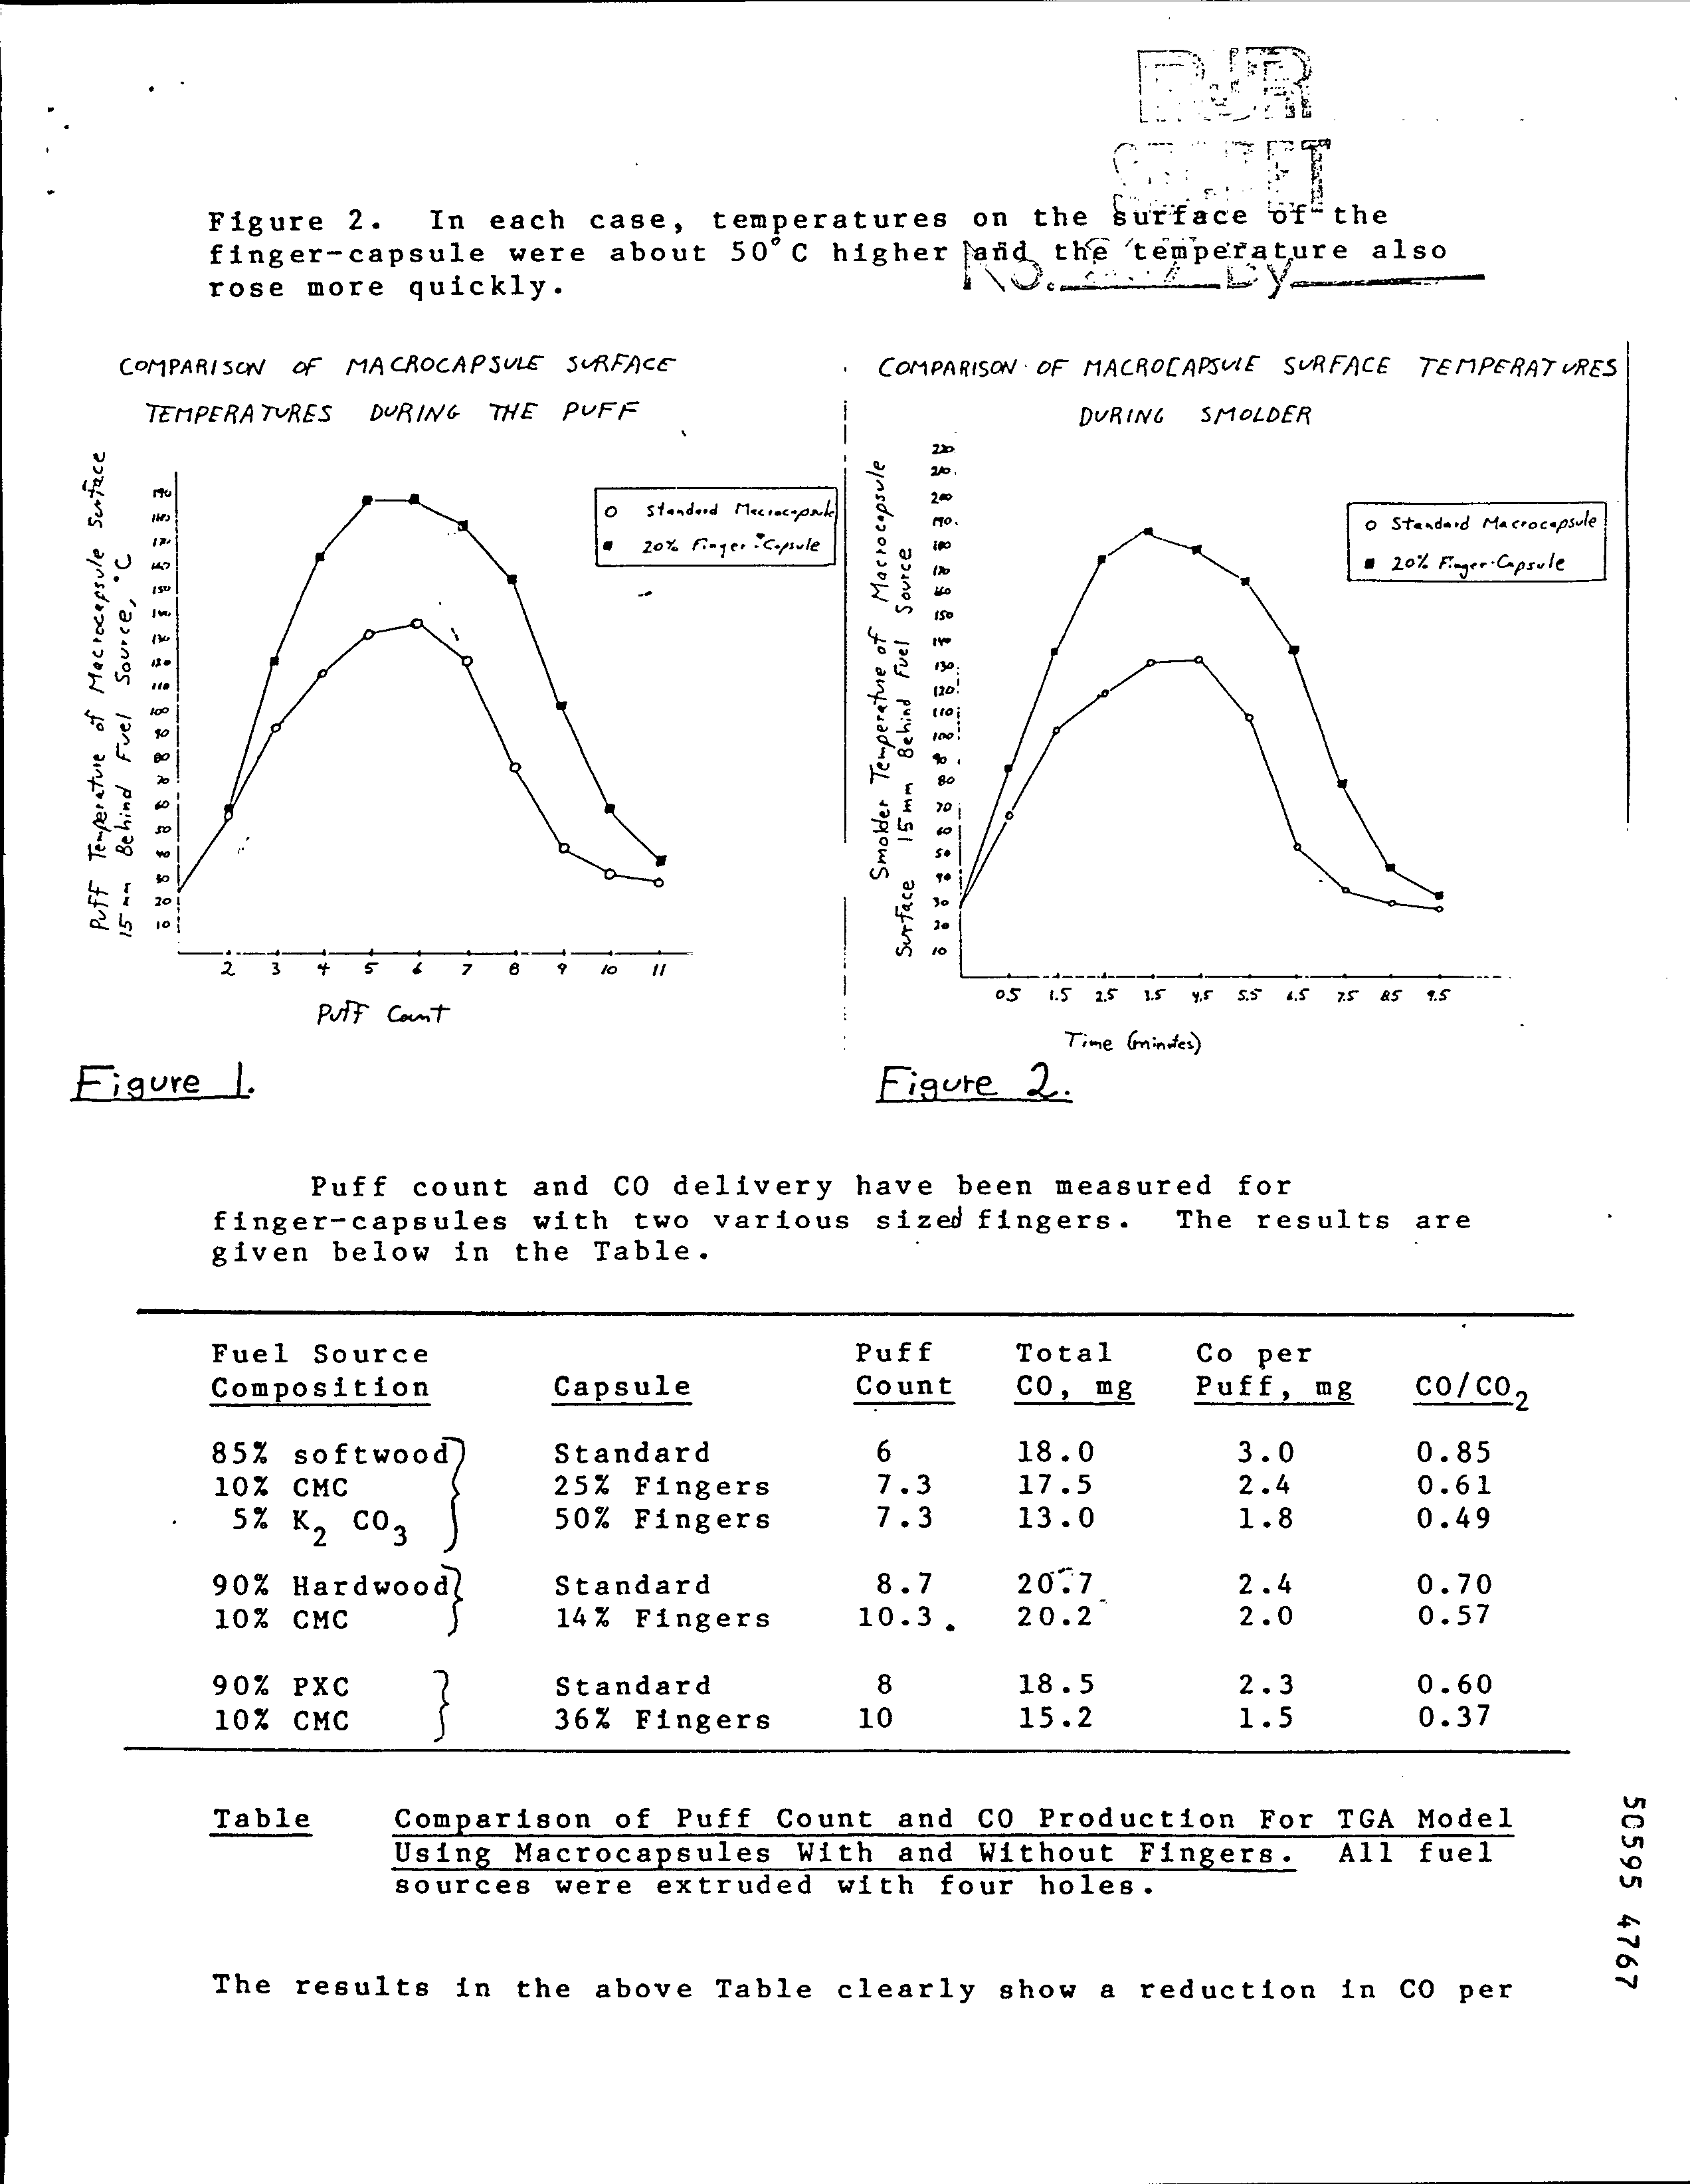 RJR
SECRET
Figure 2. In each case, temperatures on the surface of the
finger-capsule were about 50°C higher and the temperature also
rose more quickly.
No. By
COMPARISON OF MACROCAPSULE SURFACE
TEMPERATURES DURING THE PUFF
Puff Temperature of Macrocapsule Surface
15 mm Behind Fuel Source, °C
190
180
170
160
150
140
130
120
110
100
90
80
70
60
50
40
30
20
10
o Standard Macrocapsule
■ 20% Finger-Capsule
2 3 4 5 6 7 8 9 10 11
Puff Count
Figure 1.
COMPARISON OF MACROCAPSULE SURFACE TEMPERATURES
DURING SMOLDER
Smolder Temperature of Macrocapsule
Surface 15 mm Behind Fuel Source
220
210
200
190
180
170
160
150
140
130
120
110
100
90
80
70
60
50
40
30
20
10
o Standard Macrocapsule
■ 20% Finger-Capsule
0.5 1.5 2.5 3.5 4.5 5.5 6.5 7.5 8.5 9.5
Time (minutes)
Figure 2.
Puff count and CO delivery have been measured for
finger-capsules with two various sized fingers. The results are
given below in the Table.
Fuel Source Puff Total Co per
Composition Capsule Count CO, mg Puff, mg CO/CO2
85% softwood Standard 6 18.0 3.0 0.85
10% CMC 25% Fingers 7.3 17.5 2.4 0.61
5% K2 CO3 50% Fingers 7.3 13.0 1.8 0.49
90% Hardwood Standard 8.7 20.7 2.4 0.70
10% CMC 14% Fingers 10.3 20.2 2.0 0.57
90% PXC Standard 8 18.5 2.3 0.60
10% CMC 36% Fingers 10 15.2 1.5 0.37
Table Comparison of Puff Count and CO Production For TGA Model
Using Macrocapsules With and Without Fingers. All fuel
sources were extruded with four holes.
The results in the above Table clearly show a reduction in CO per
50595 4767